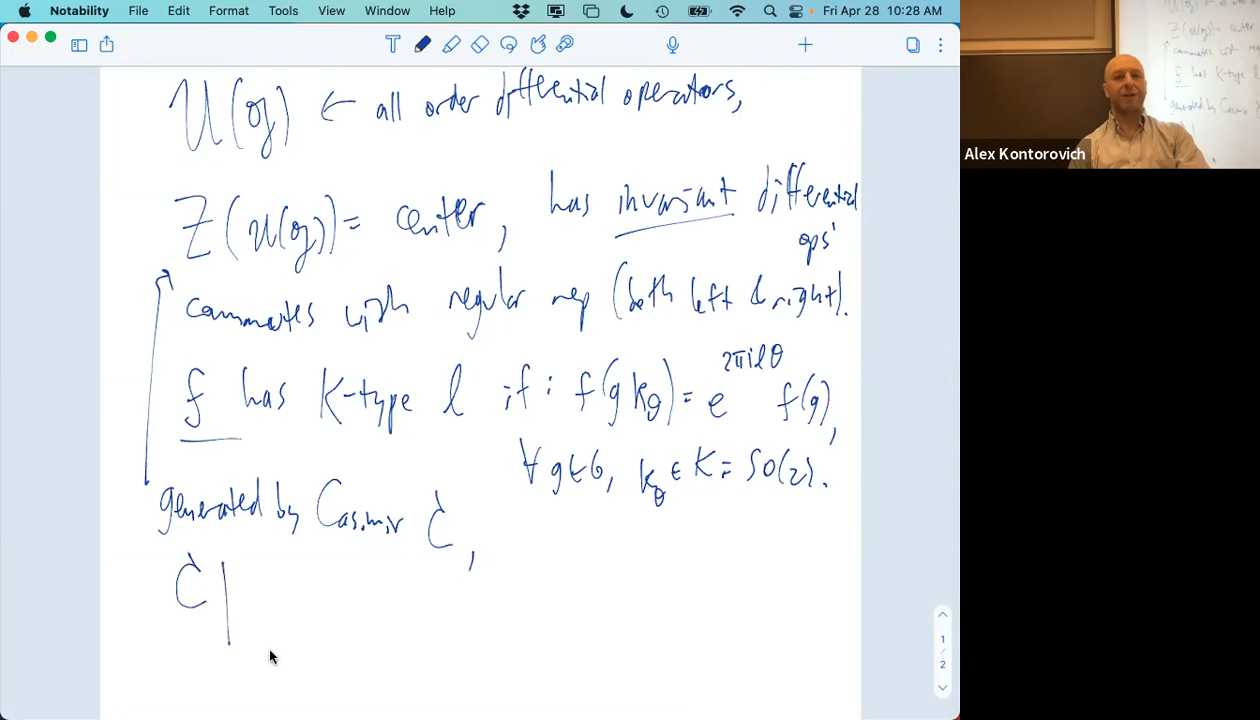 Notability File Edit Format Tools View Window Help Fri Apr 28 10:28 AM
U(𝔤) ← all order differential operators,
Z(U(𝔤)) = center, has invariant differential
ops'
commutes with regular rep (both left & right).
f has K-type l if: f(g k_θ) = e^{2πilθ} f(g),
∀ g∈G, k_θ ∈ K = SO(2).
generated by Casimir C,
C|
Alex Kontorovich
1
/
2